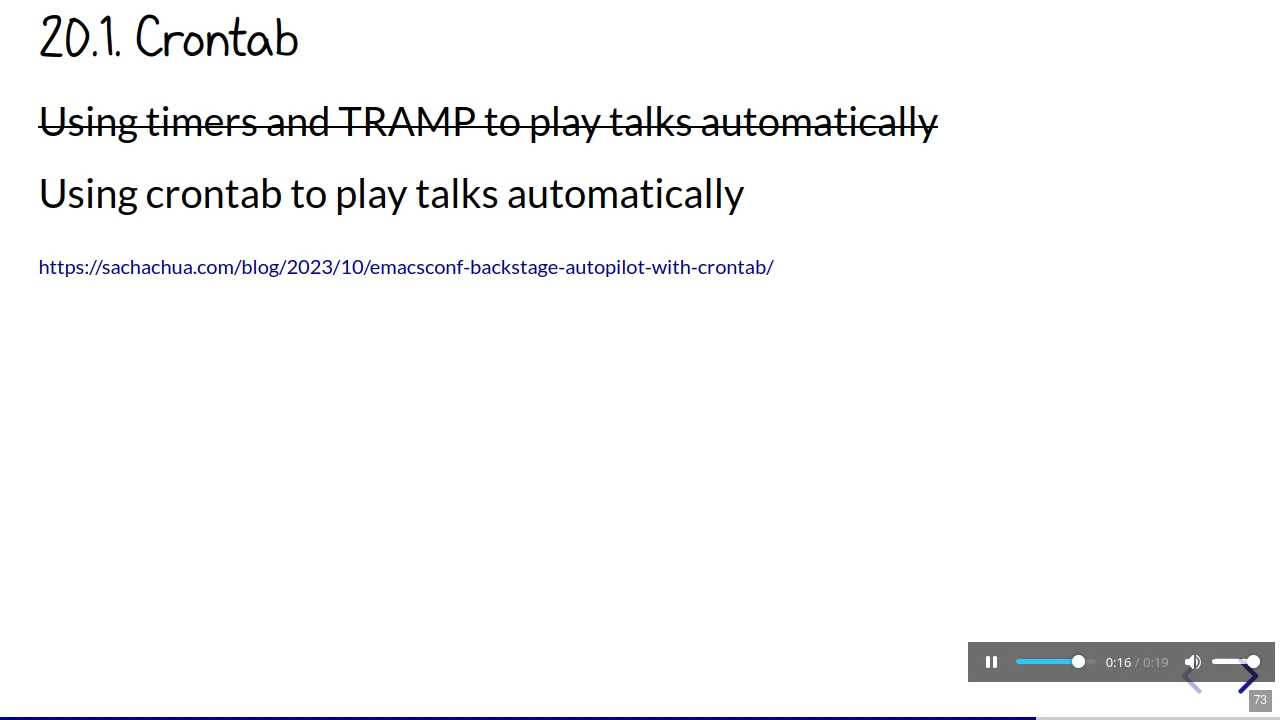 20.1. Crontab
Using timers and TRAMP to play talks automatically
Using crontab to play talks automatically
https://sachachua.com/blog/2023/10/emacsconf-backstage-autopilot-with-crontab/
0:16 / 0:19
73